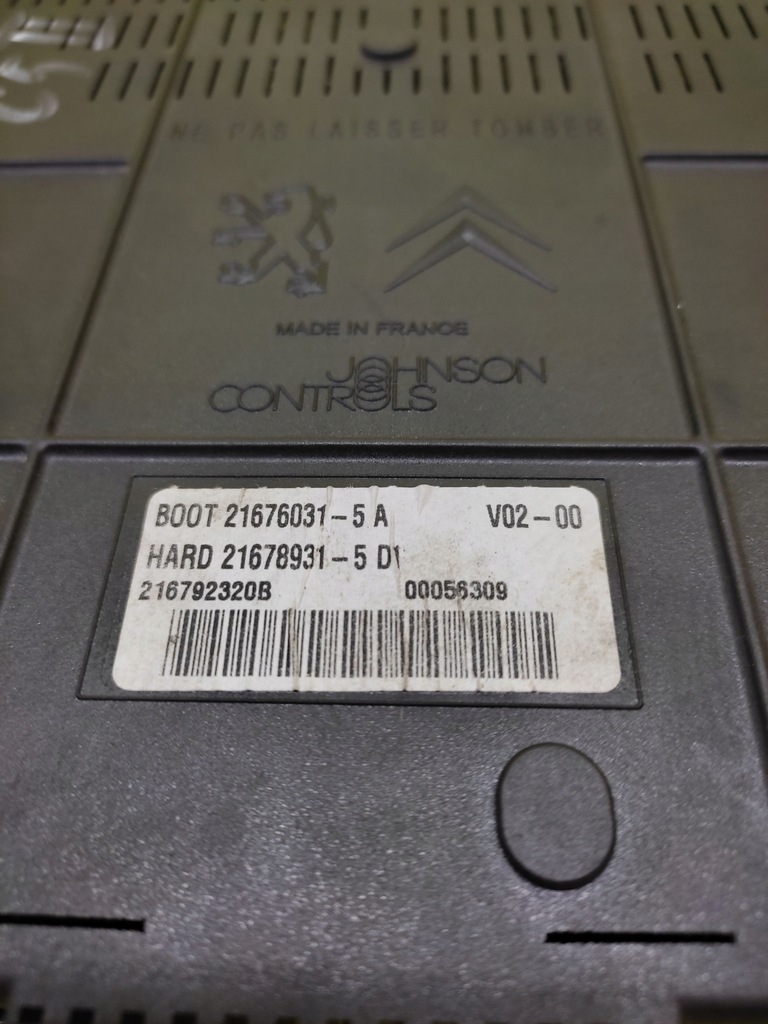 NE PAS LAISSER TOMBER
MADE IN FRANCE
JOHNSON
CONTROLS
BOOT 21676031-5 A V02-00
HARD 21678931-5 D1
216792320B 00056309